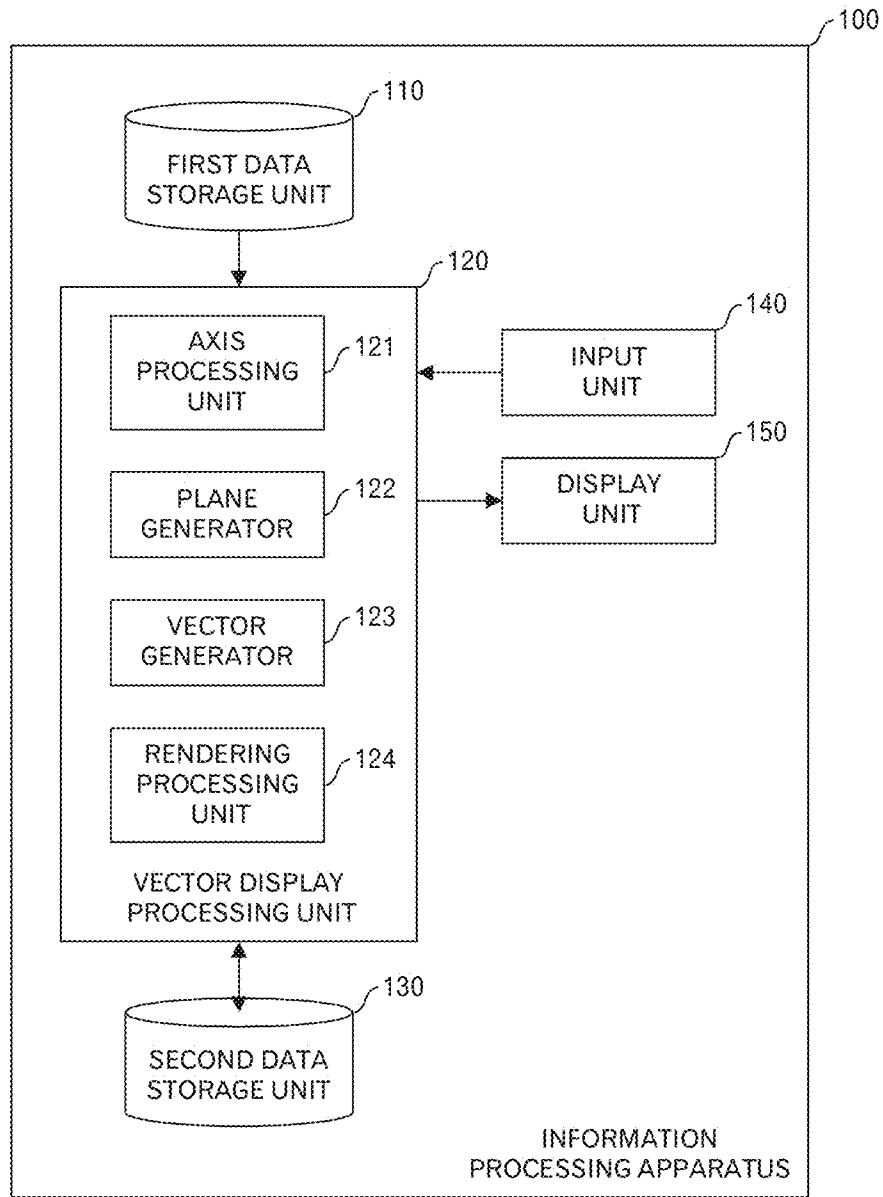 100
110
FIRST DATA
STORAGE UNIT
120
AXIS
PROCESSING
UNIT
121
140
INPUT
UNIT
150
DISPLAY
UNIT
PLANE
GENERATOR
122
VECTOR
GENERATOR
123
RENDERING
PROCESSING
UNIT
124
VECTOR DISPLAY
PROCESSING UNIT
130
SECOND DATA
STORAGE UNIT
INFORMATION
PROCESSING APPARATUS